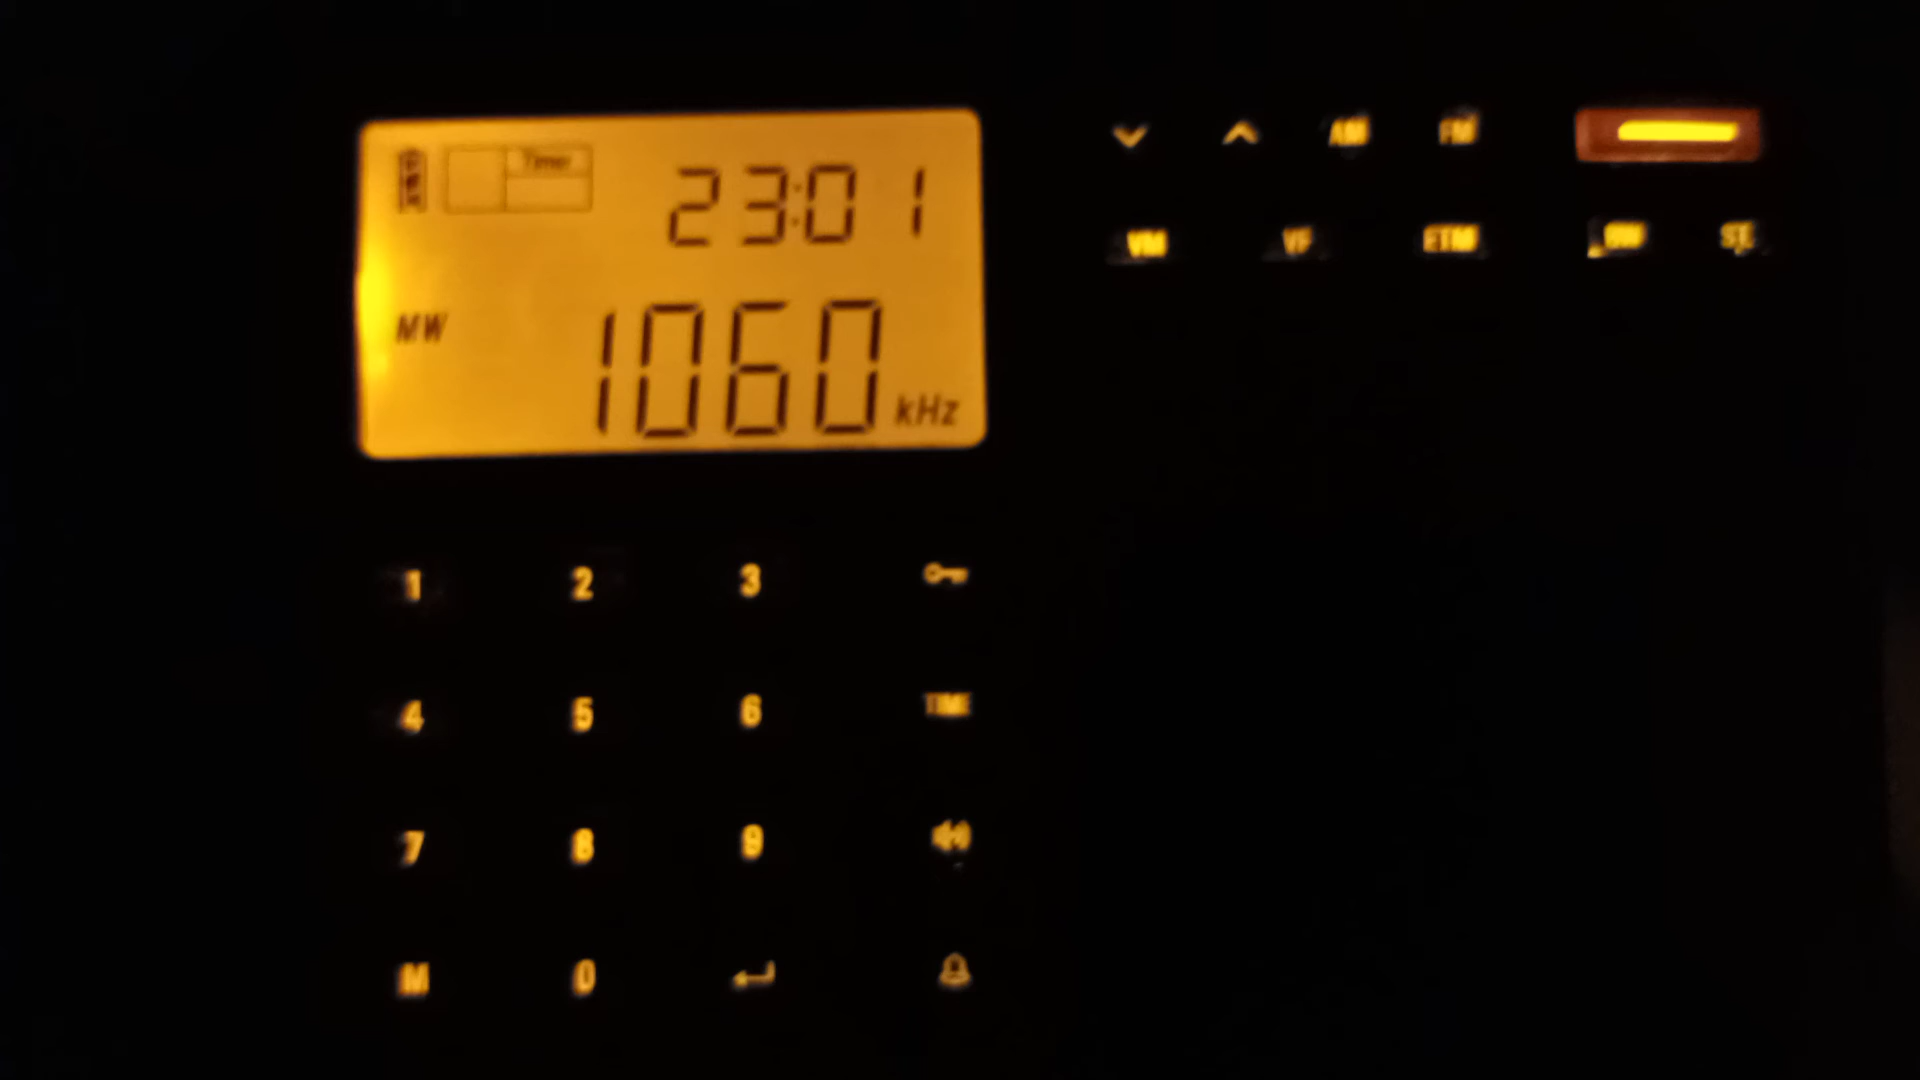 Timer
23:01
MW
1060 kHz
AM FM
VM VF ETM BW ST
1 2 3
4 5 6 TIME
7 8 9
M 0